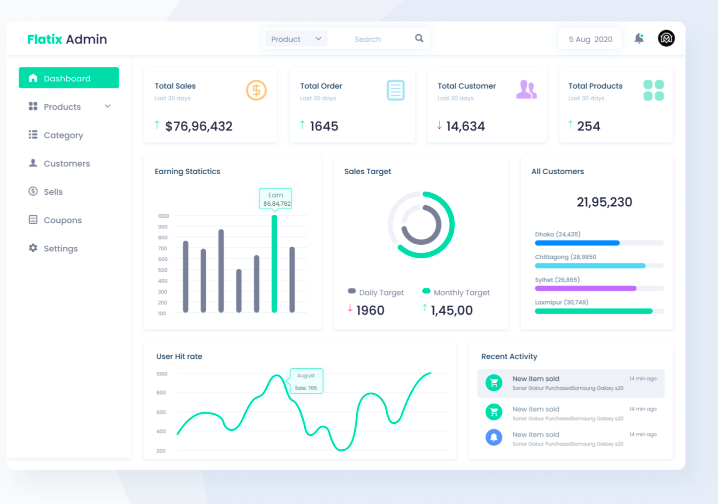 Flatix Admin
Product
Search
5 Aug 2020
Dashboard
Products
Category
Customers
Sells
Coupons
Settings
Total Sales
Last 30 days
$76,96,432
Total Order
Last 30 days
1645
Total Customer
Last 30 days
14,634
Total Products
Last 30 days
254
Earning Statictics
Earn
$6,84,762
1000
900
800
700
600
500
400
300
200
100
Sales Target
Daily Target
1960
Monthly Target
1,45,00
All Customers
21,95,230
Dhaka (24,435)
Chittagong (28,9850
Sylhet (26,865)
Laxmipur (30,748)
User Hit rate
1000
800
600
400
200
August
Sale: 765
Recent Activity
New item sold
14 min ago
Sonar Gabur PurchasedSamsung Galaxy s20
New item sold
14 min ago
Sonar Gabur PurchasedSamsung Galaxy s20
New item sold
14 min ago
Sonar Gabur PurchasedSamsung Galaxy s20